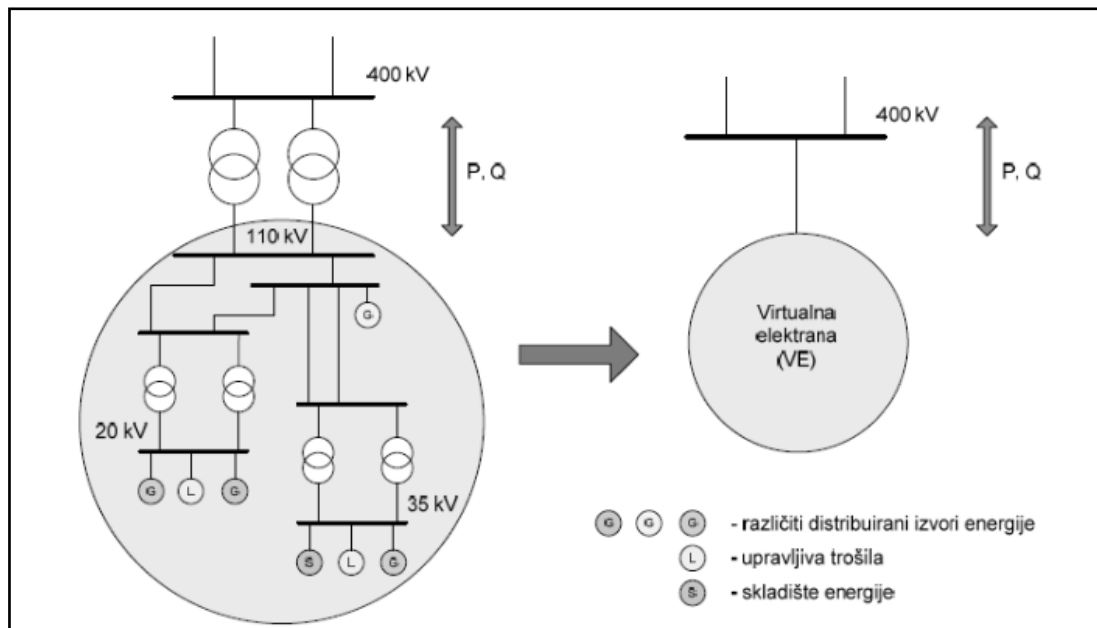 400 kV
P, Q
110 kV
G
20 kV
G L G
35 kV
S L G
400 kV
P, Q
Virtualna
elektrana
(VE)
G G G - različiti distribuirani izvori energije
L - upravljiva trošila
S - skladište energije